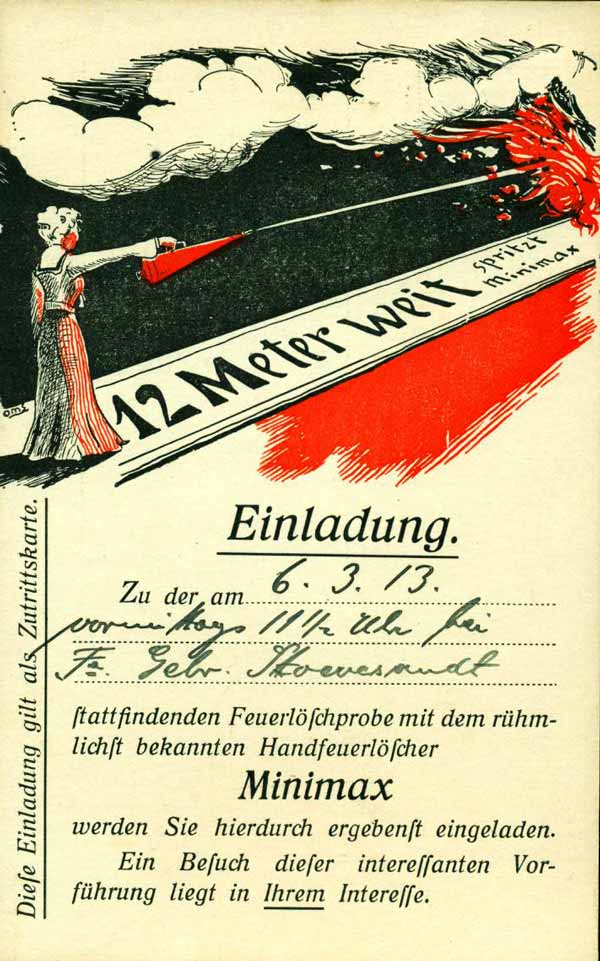 12 Meter weit
spritzt
minimax
OMS
Einladung.
Zu der am 6. 3. 13.
vormittags 11 1/2 Uhr bei
Fa. Gebr. Stoevesandt
ſtattfindenden Feuerlöſchprobe mit dem rühm-
lichſt bekannten Handfeuerlöſcher
Minimax
werden Sie hierdurch ergebenſt eingeladen.
Ein Beſuch dieſer intereſſanten Vor-
führung liegt in Ihrem Intereſſe.
Dieſe Einladung gilt als Zutrittskarte.